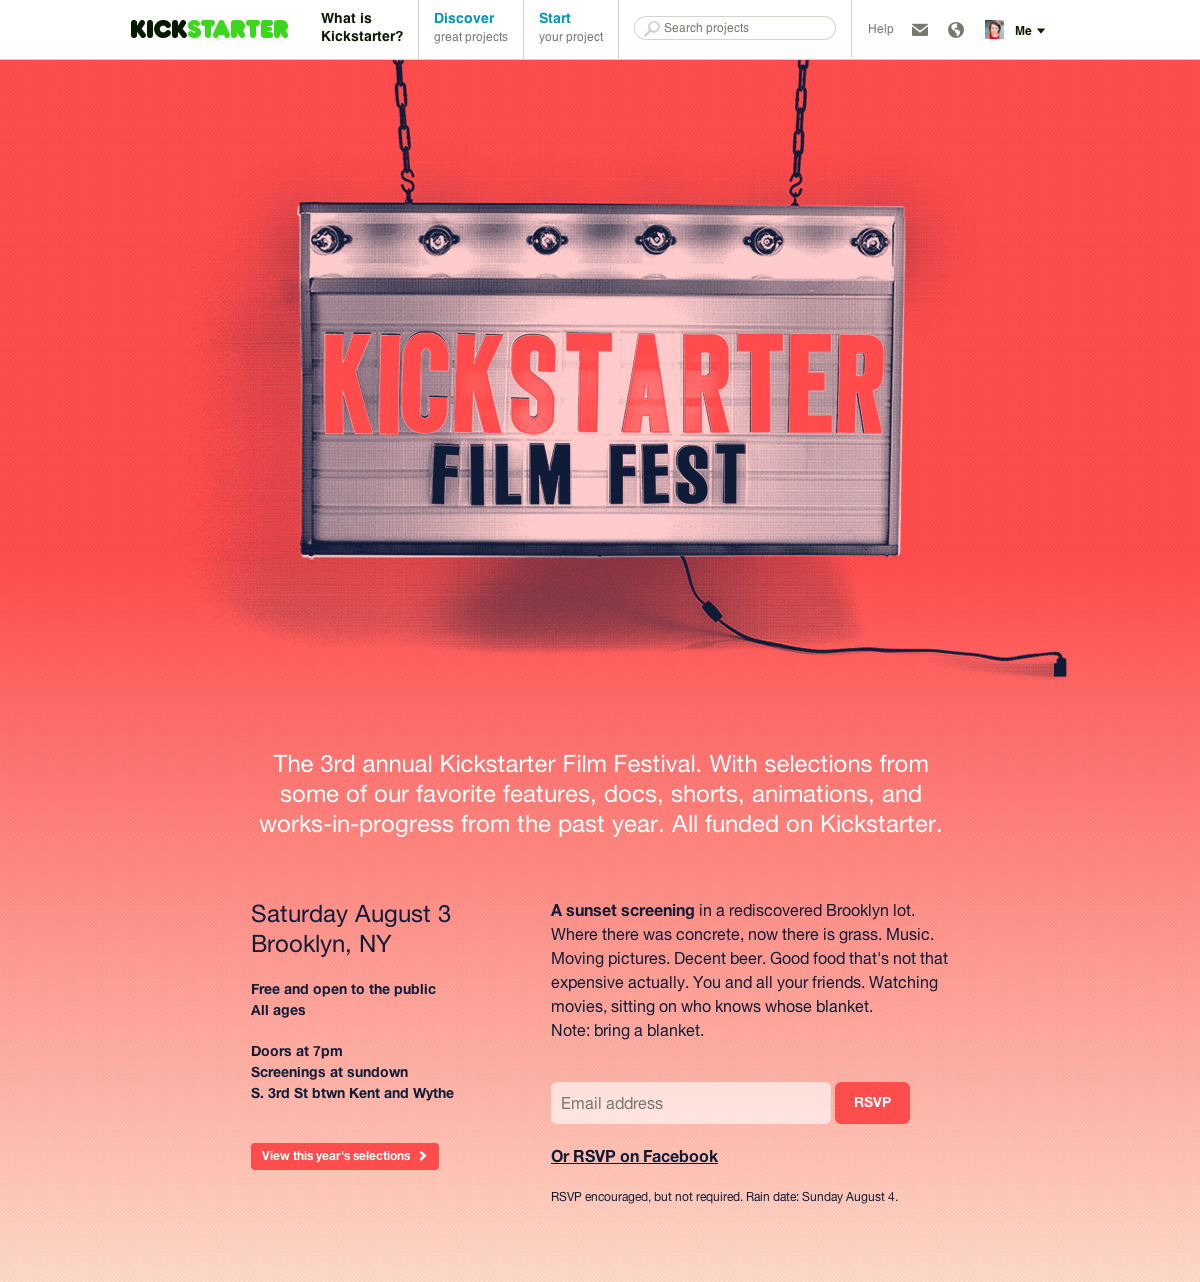 KICKSTARTER
What is
Kickstarter?
Discover
great projects
Start
your project
Search projects
Help
Me
KICKSTARTER
FILM FEST
The 3rd annual Kickstarter Film Festival. With selections from
some of our favorite features, docs, shorts, animations, and
works-in-progress from the past year. All funded on Kickstarter.
Saturday August 3
Brooklyn, NY
Free and open to the public
All ages
Doors at 7pm
Screenings at sundown
S. 3rd St btwn Kent and Wythe
View this year's selections
A sunset screening in a rediscovered Brooklyn lot.
Where there was concrete, now there is grass. Music.
Moving pictures. Decent beer. Good food that's not that
expensive actually. You and all your friends. Watching
movies, sitting on who knows whose blanket.
Note: bring a blanket.
Email address
RSVP
Or RSVP on Facebook
RSVP encouraged, but not required. Rain date: Sunday August 4.